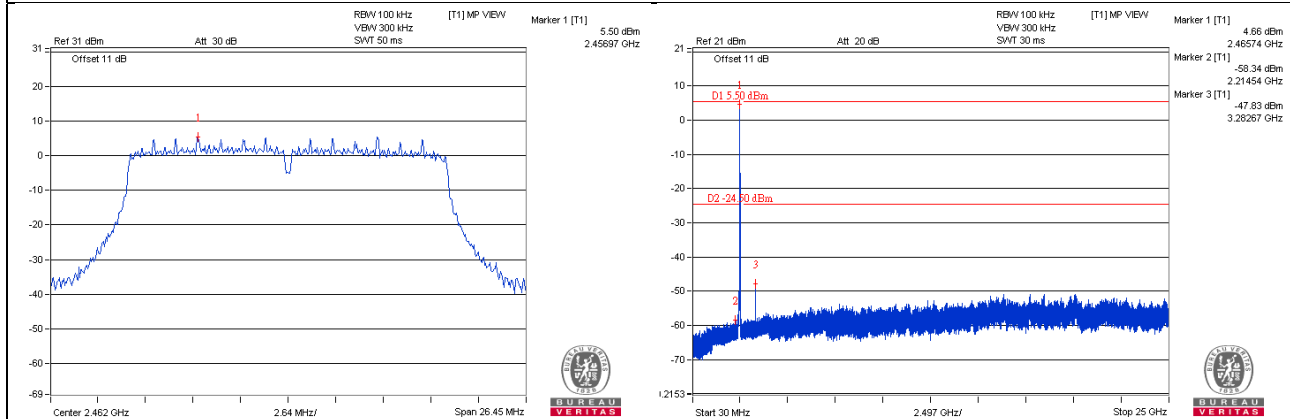 RBW 100 kHz [T1] MP VIEW
VBW 300 kHz
Ref 31 dBm Att 30 dB SWT 50 ms
Marker 1 [T1]
5.50 dBm
2.45697 GHz
31
Offset 11 dB
20
10
0
-10
-20
-30
-40
-50
-60
-69
1
Center 2.462 GHz 2.64 MHz/ Span 26.45 MHz
BUREAU VERITAS
1828
BUREAU
VERITAS
RBW 100 kHz [T1] MP VIEW
VBW 300 kHz
Ref 21 dBm Att 20 dB SWT 30 ms
Marker 1 [T1]
4.66 dBm
2.46574 GHz
Marker 2 [T1]
-58.34 dBm
2.21454 GHz
Marker 3 [T1]
-47.83 dBm
3.28267 GHz
21
Offset 11 dB
10
0
-10
-20
-30
-40
-50
-60
-70
.2153
1
D1 5.50 dBm
D2 -24.50 dBm
3
2
Start 30 MHz 2.497 GHz/ Stop 25 GHz
BUREAU VERITAS
1828
BUREAU
VERITAS